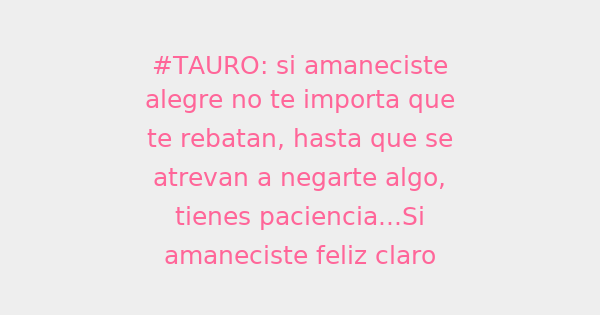 #TAURO: si amaneciste
alegre no te importa que
te rebatan, hasta que se
atrevan a negarte algo,
tienes paciencia...Si
amaneciste feliz claro